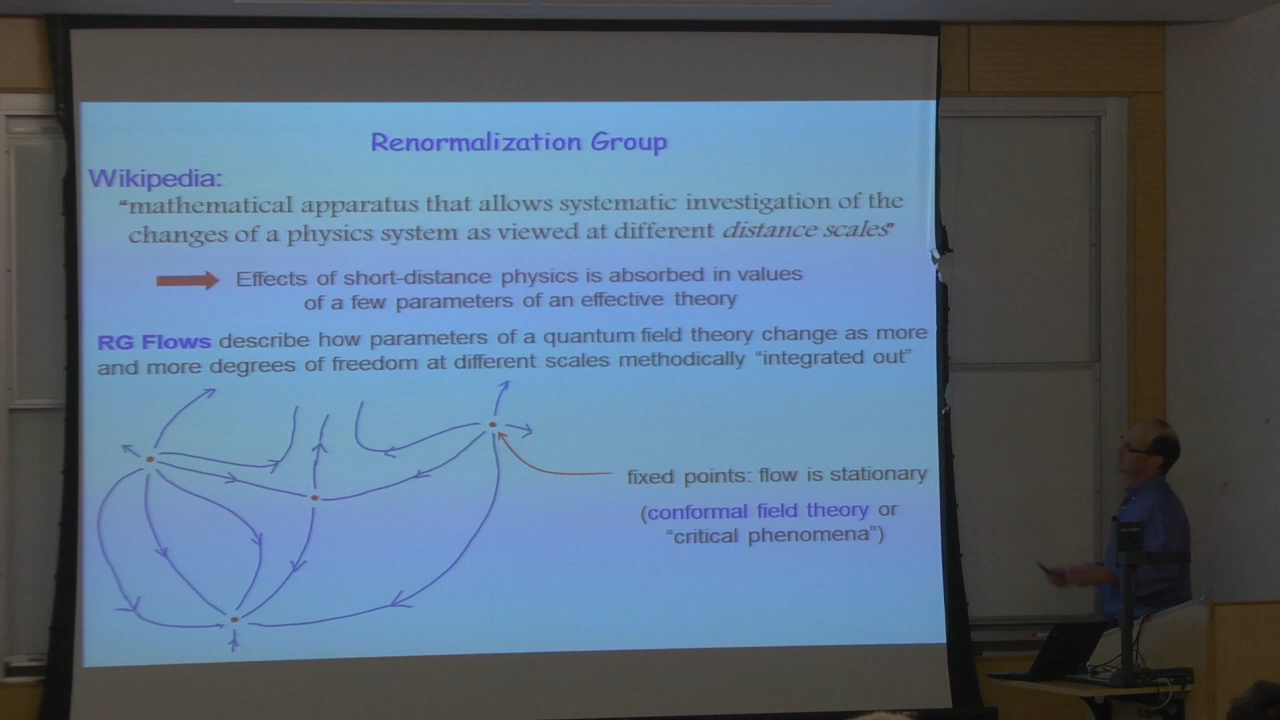 Renormalization Group
Wikipedia:
“mathematical apparatus that allows systematic investigation of the
changes of a physics system as viewed at different distance scales”
Effects of short-distance physics is absorbed in values
of a few parameters of an effective theory
RG Flows describe how parameters of a quantum field theory change as more
and more degrees of freedom at different scales methodically “integrated out”
fixed points: flow is stationary
(conformal field theory or
“critical phenomena”)